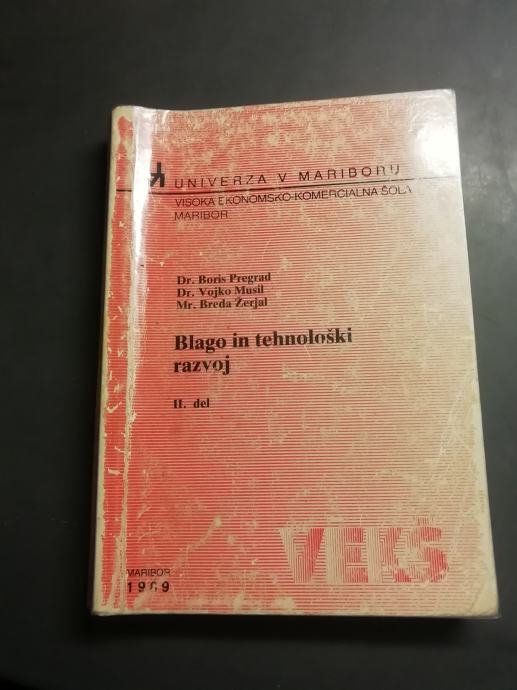 UNIVERZA V MARIBORU
VISOKA EKONOMSKO-KOMERCIALNA ŠOLA
MARIBOR
Dr. Boris Pregrad
Dr. Vojko Musil
Mr. Breda Žerjal
Blago in tehnološki
razvoj
II. del
VEKŠ
MARIBOR